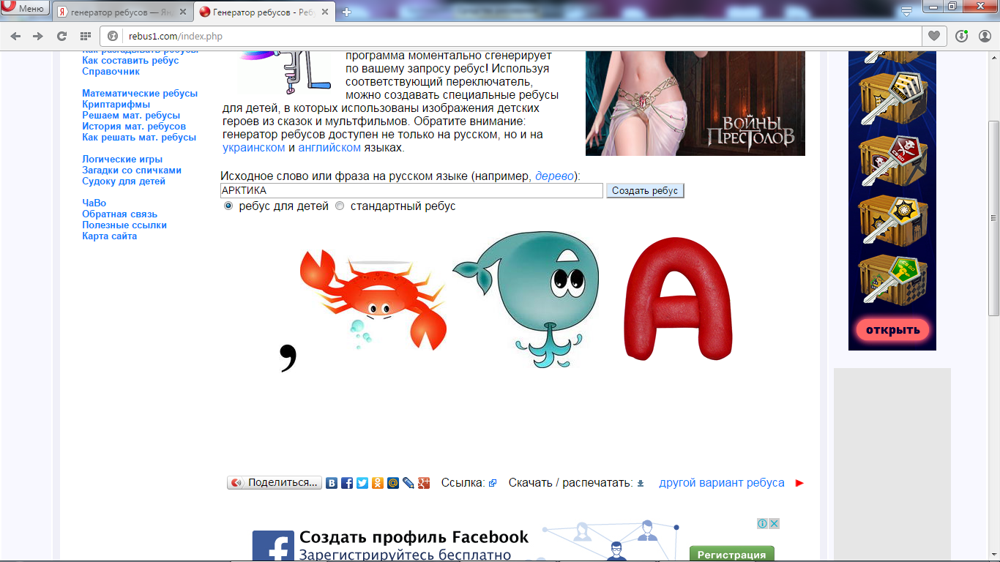 Меню
генератор ребусов — Янд
Генератор ребусов - Ребу
rebus1.com/index.php
Как разгадывать ребусы
Как составить ребус
Справочник
Математические ребусы
Криптарифмы
Решаем мат. ребусы
История мат. ребусов
Как решать мат. ребусы
Логические игры
Загадки со спичками
Судоку для детей
ЧаВо
Обратная связь
Полезные ссылки
Карта сайта
программа моментально сгенерирует
по вашему запросу ребус! Используя
соответствующий переключатель,
можно создавать специальные ребусы
для детей, в которых использованы изображения детских
героев из сказок и мультфильмов. Обратите внимание:
генератор ребусов доступен не только на русском, но и на
украинском и английском языках.
ВОЙНЫ
ПРЕСТОЛОВ
Исходное слово или фраза на русском языке (например, дерево):
АРКТИКА
Создать ребус
ребус для детей стандартный ребус
,
А
ОТКРЫТЬ
Поделиться... Ссылка: Скачать / распечатать: другой вариант ребуса
Создать профиль Facebook
Зарегистрируйтесь бесплатно
Регистрация